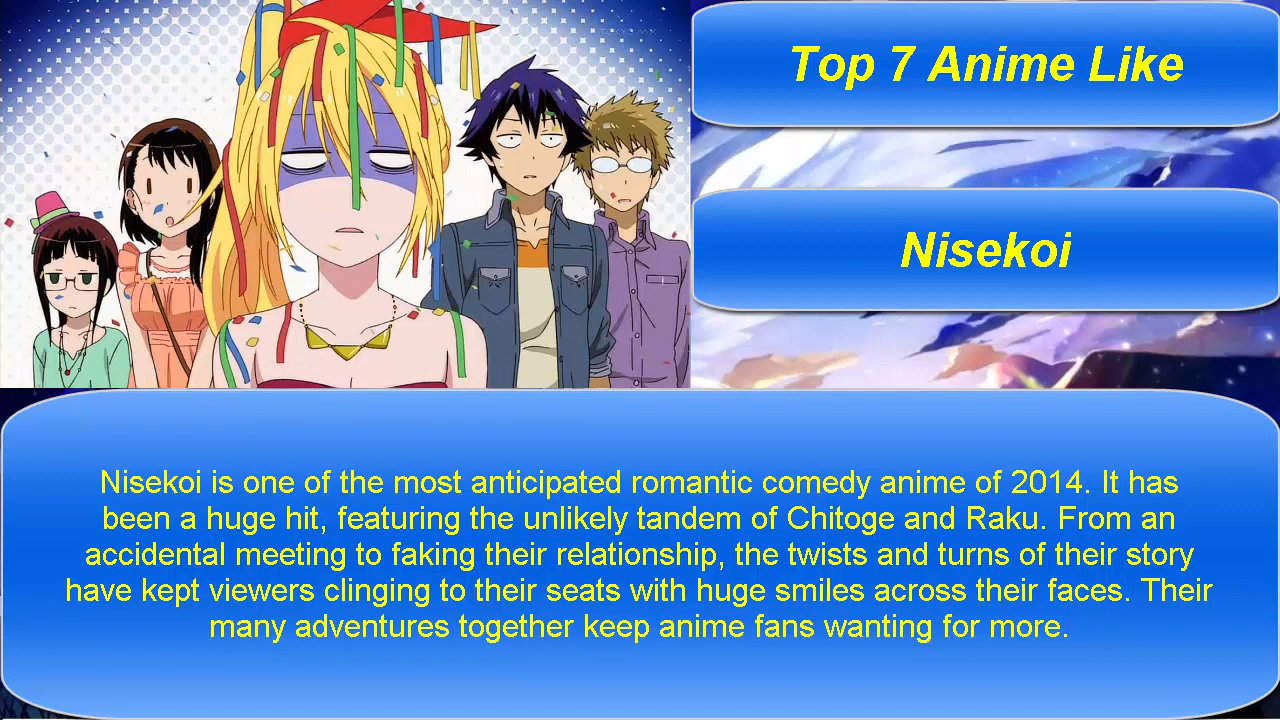 Top 7 Anime Like
Nisekoi
Nisekoi is one of the most anticipated romantic comedy anime of 2014. It has
been a huge hit, featuring the unlikely tandem of Chitoge and Raku. From an
accidental meeting to faking their relationship, the twists and turns of their story
have kept viewers clinging to their seats with huge smiles across their faces. Their
many adventures together keep anime fans wanting for more.